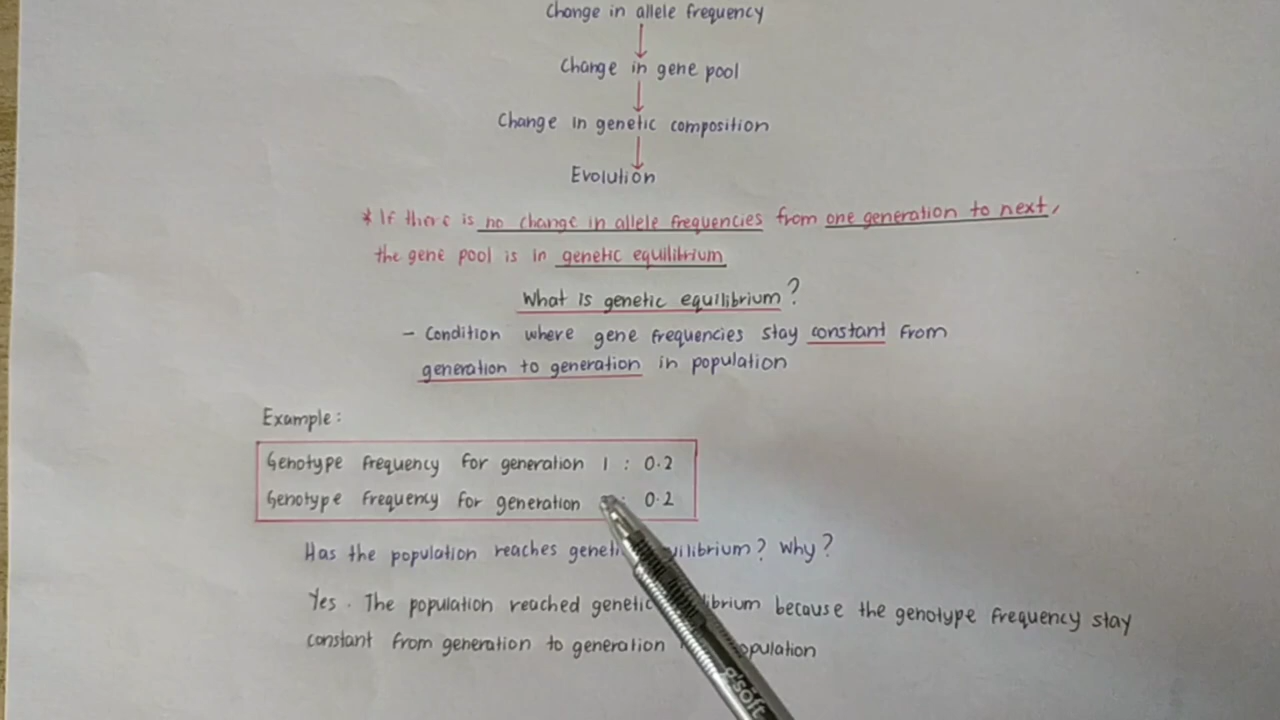 Change in allele frequency
Change in gene pool
Change in genetic composition
Evolution
* If there is no change in allele frequencies from one generation to next,
the gene pool is in genetic equilibrium
What is genetic equilibrium?
- Condition where gene frequencies stay constant from
generation to generation in population
Example:
Genotype frequency for generation 1 : 0.2
Genotype frequency for generation : 0.2
Has the population reaches uilibrium? Why?
Yes. The population reached genetic brium because the genotype frequency stay
constant from generation to generation opulation
g'soft